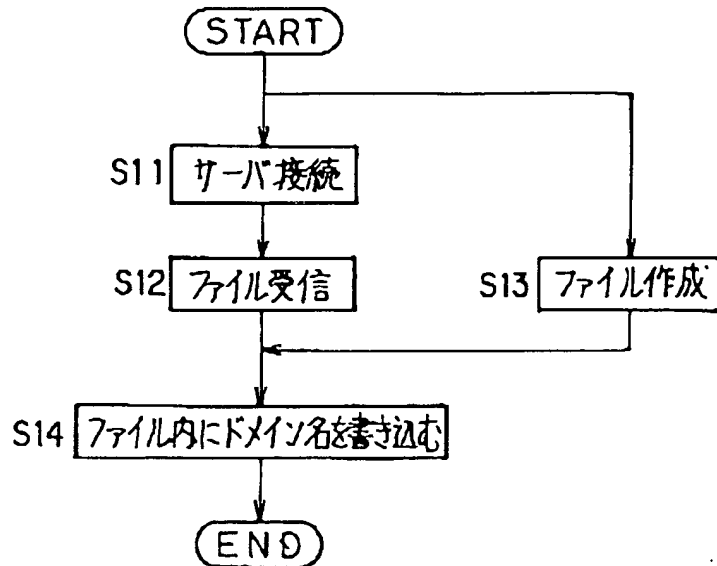 START
S11 サーバ接続
S12 ファイル受信
S13 ファイル作成
S14 ファイル内にドメイン名を書き込む
END